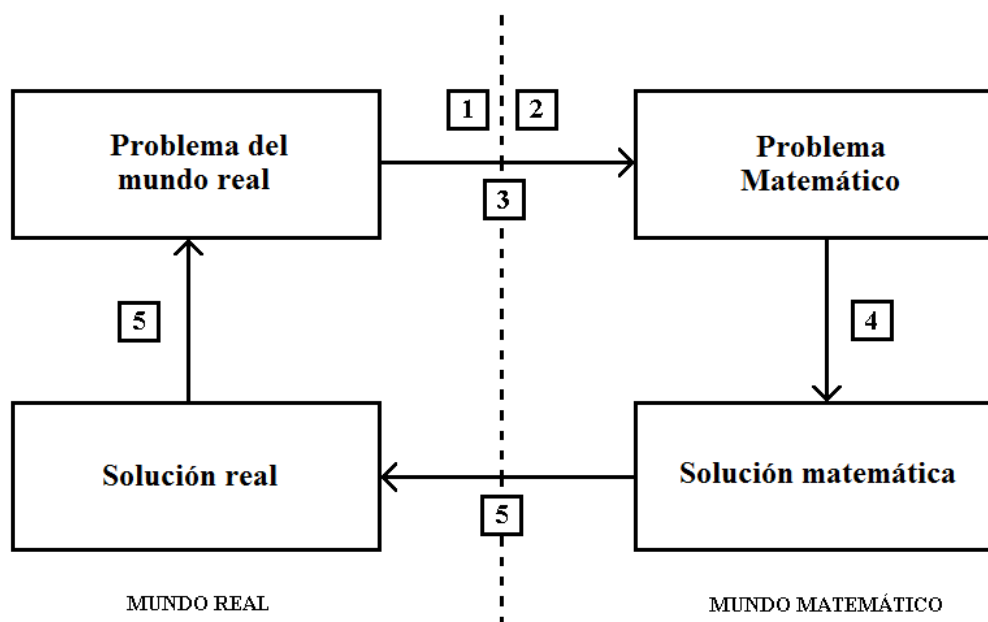 1
2
Problema del
mundo real
Problema
Matemático
3
5
4
Solución real
Solución matemática
5
MUNDO REAL
MUNDO MATEMÁTICO